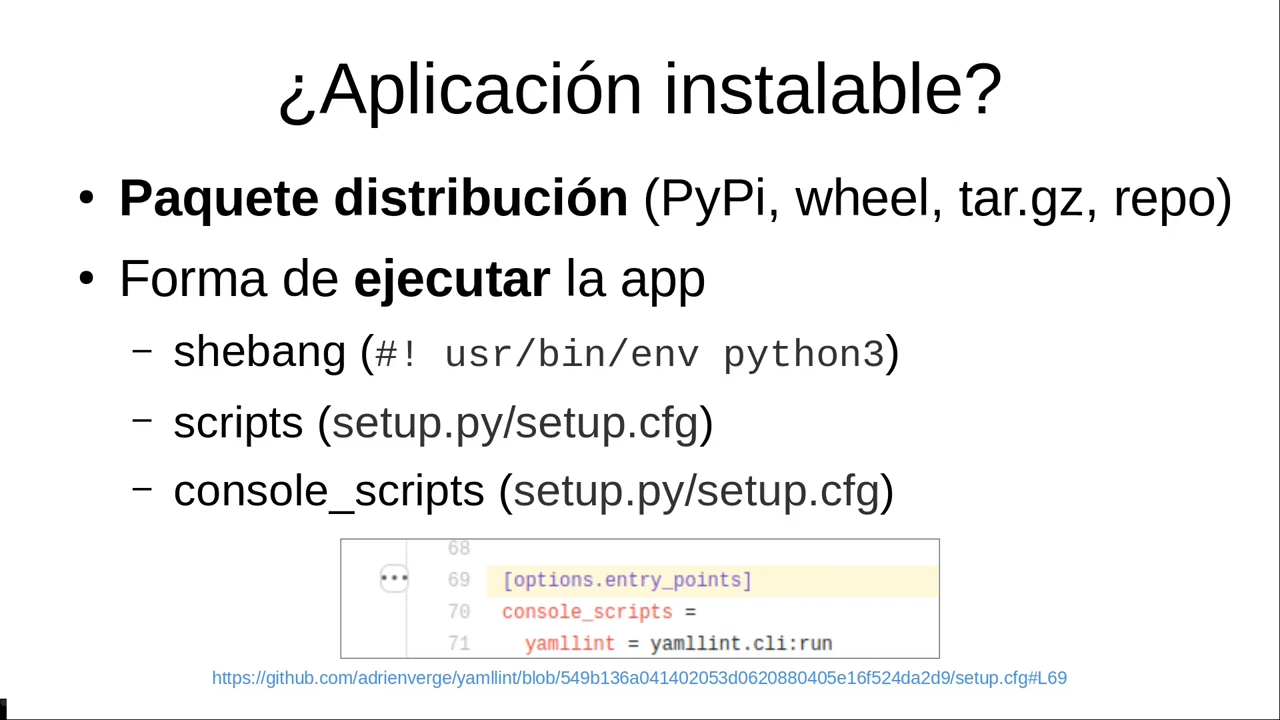 ¿Aplicación instalable?
• Paquete distribución (PyPi, wheel, tar.gz, repo)
• Forma de ejecutar la app
– shebang (#! usr/bin/env python3)
– scripts (setup.py/setup.cfg)
– console_scripts (setup.py/setup.cfg)
68
••• 69 [options.entry_points]
70 console_scripts =
71 yamllint = yamllint.cli:run
https://github.com/adrienverge/yamllint/blob/549b136a041402053d0620880405e16f524da2d9/setup.cfg#L69